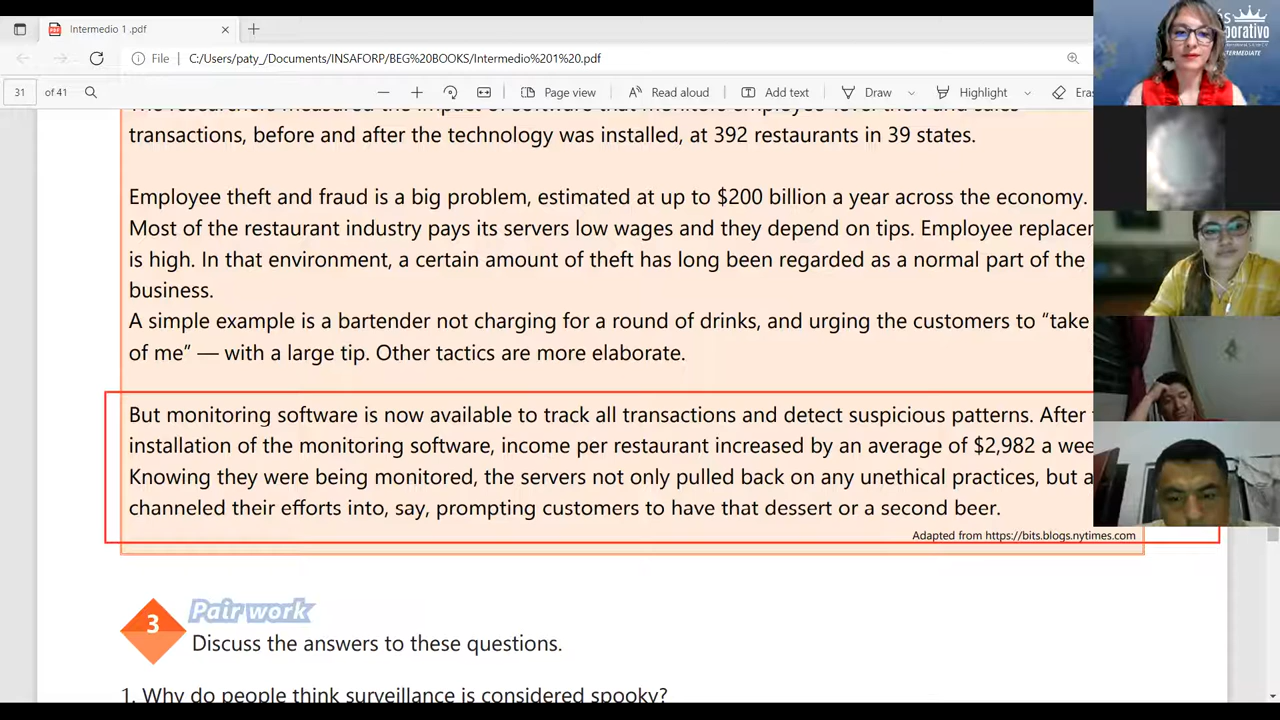 Intermedio 1 .pdf
File C:/Users/paty_/Documents/INSAFORP/BEG%20BOOKS/Intermedio%201%20.pdf
31 of 41 Page view Read aloud Add text Draw Highlight Eras
transactions, before and after the technology was installed, at 392 restaurants in 39 states.
Employee theft and fraud is a big problem, estimated at up to $200 billion a year across the economy.
Most of the restaurant industry pays its servers low wages and they depend on tips. Employee replacem
is high. In that environment, a certain amount of theft has long been regarded as a normal part of the
business.
A simple example is a bartender not charging for a round of drinks, and urging the customers to “take
of me” — with a large tip. Other tactics are more elaborate.
But monitoring software is now available to track all transactions and detect suspicious patterns. After
installation of the monitoring software, income per restaurant increased by an average of $2,982 a wee
Knowing they were being monitored, the servers not only pulled back on any unethical practices, but a
channeled their efforts into, say, prompting customers to have that dessert or a second beer.
Adapted from https://bits.blogs.nytimes.com
3 Pair work
Discuss the answers to these questions.
1. Why do people think surveillance is considered spooky?